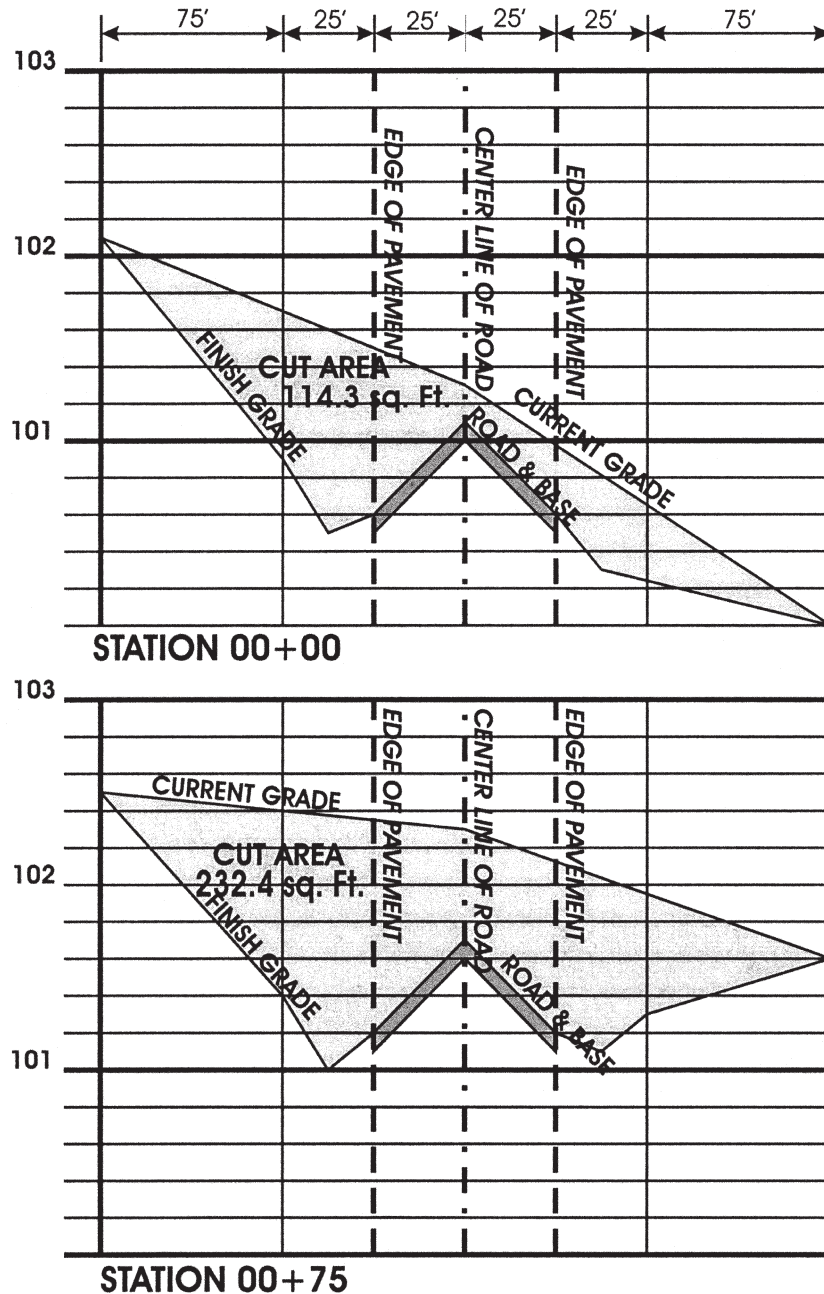 75' 25' 25' 25' 25' 75'
103
EDGE OF PAVEMENT
CENTER LINE OF ROAD
EDGE OF PAVEMENT
102
FINISH GRADE
CUT AREA
114.3 sq. Ft.
CURRENT GRADE
ROAD & BASE
101
STATION 00+00
103
EDGE OF PAVEMENT
CENTER LIME OF ROAD
EDGE OF PAVEMENT
CURRENT GRADE
CUT AREA
232.4 sq. Ft.
102
FINISH GRADE
ROAD & BASE
101
STATION 00+75